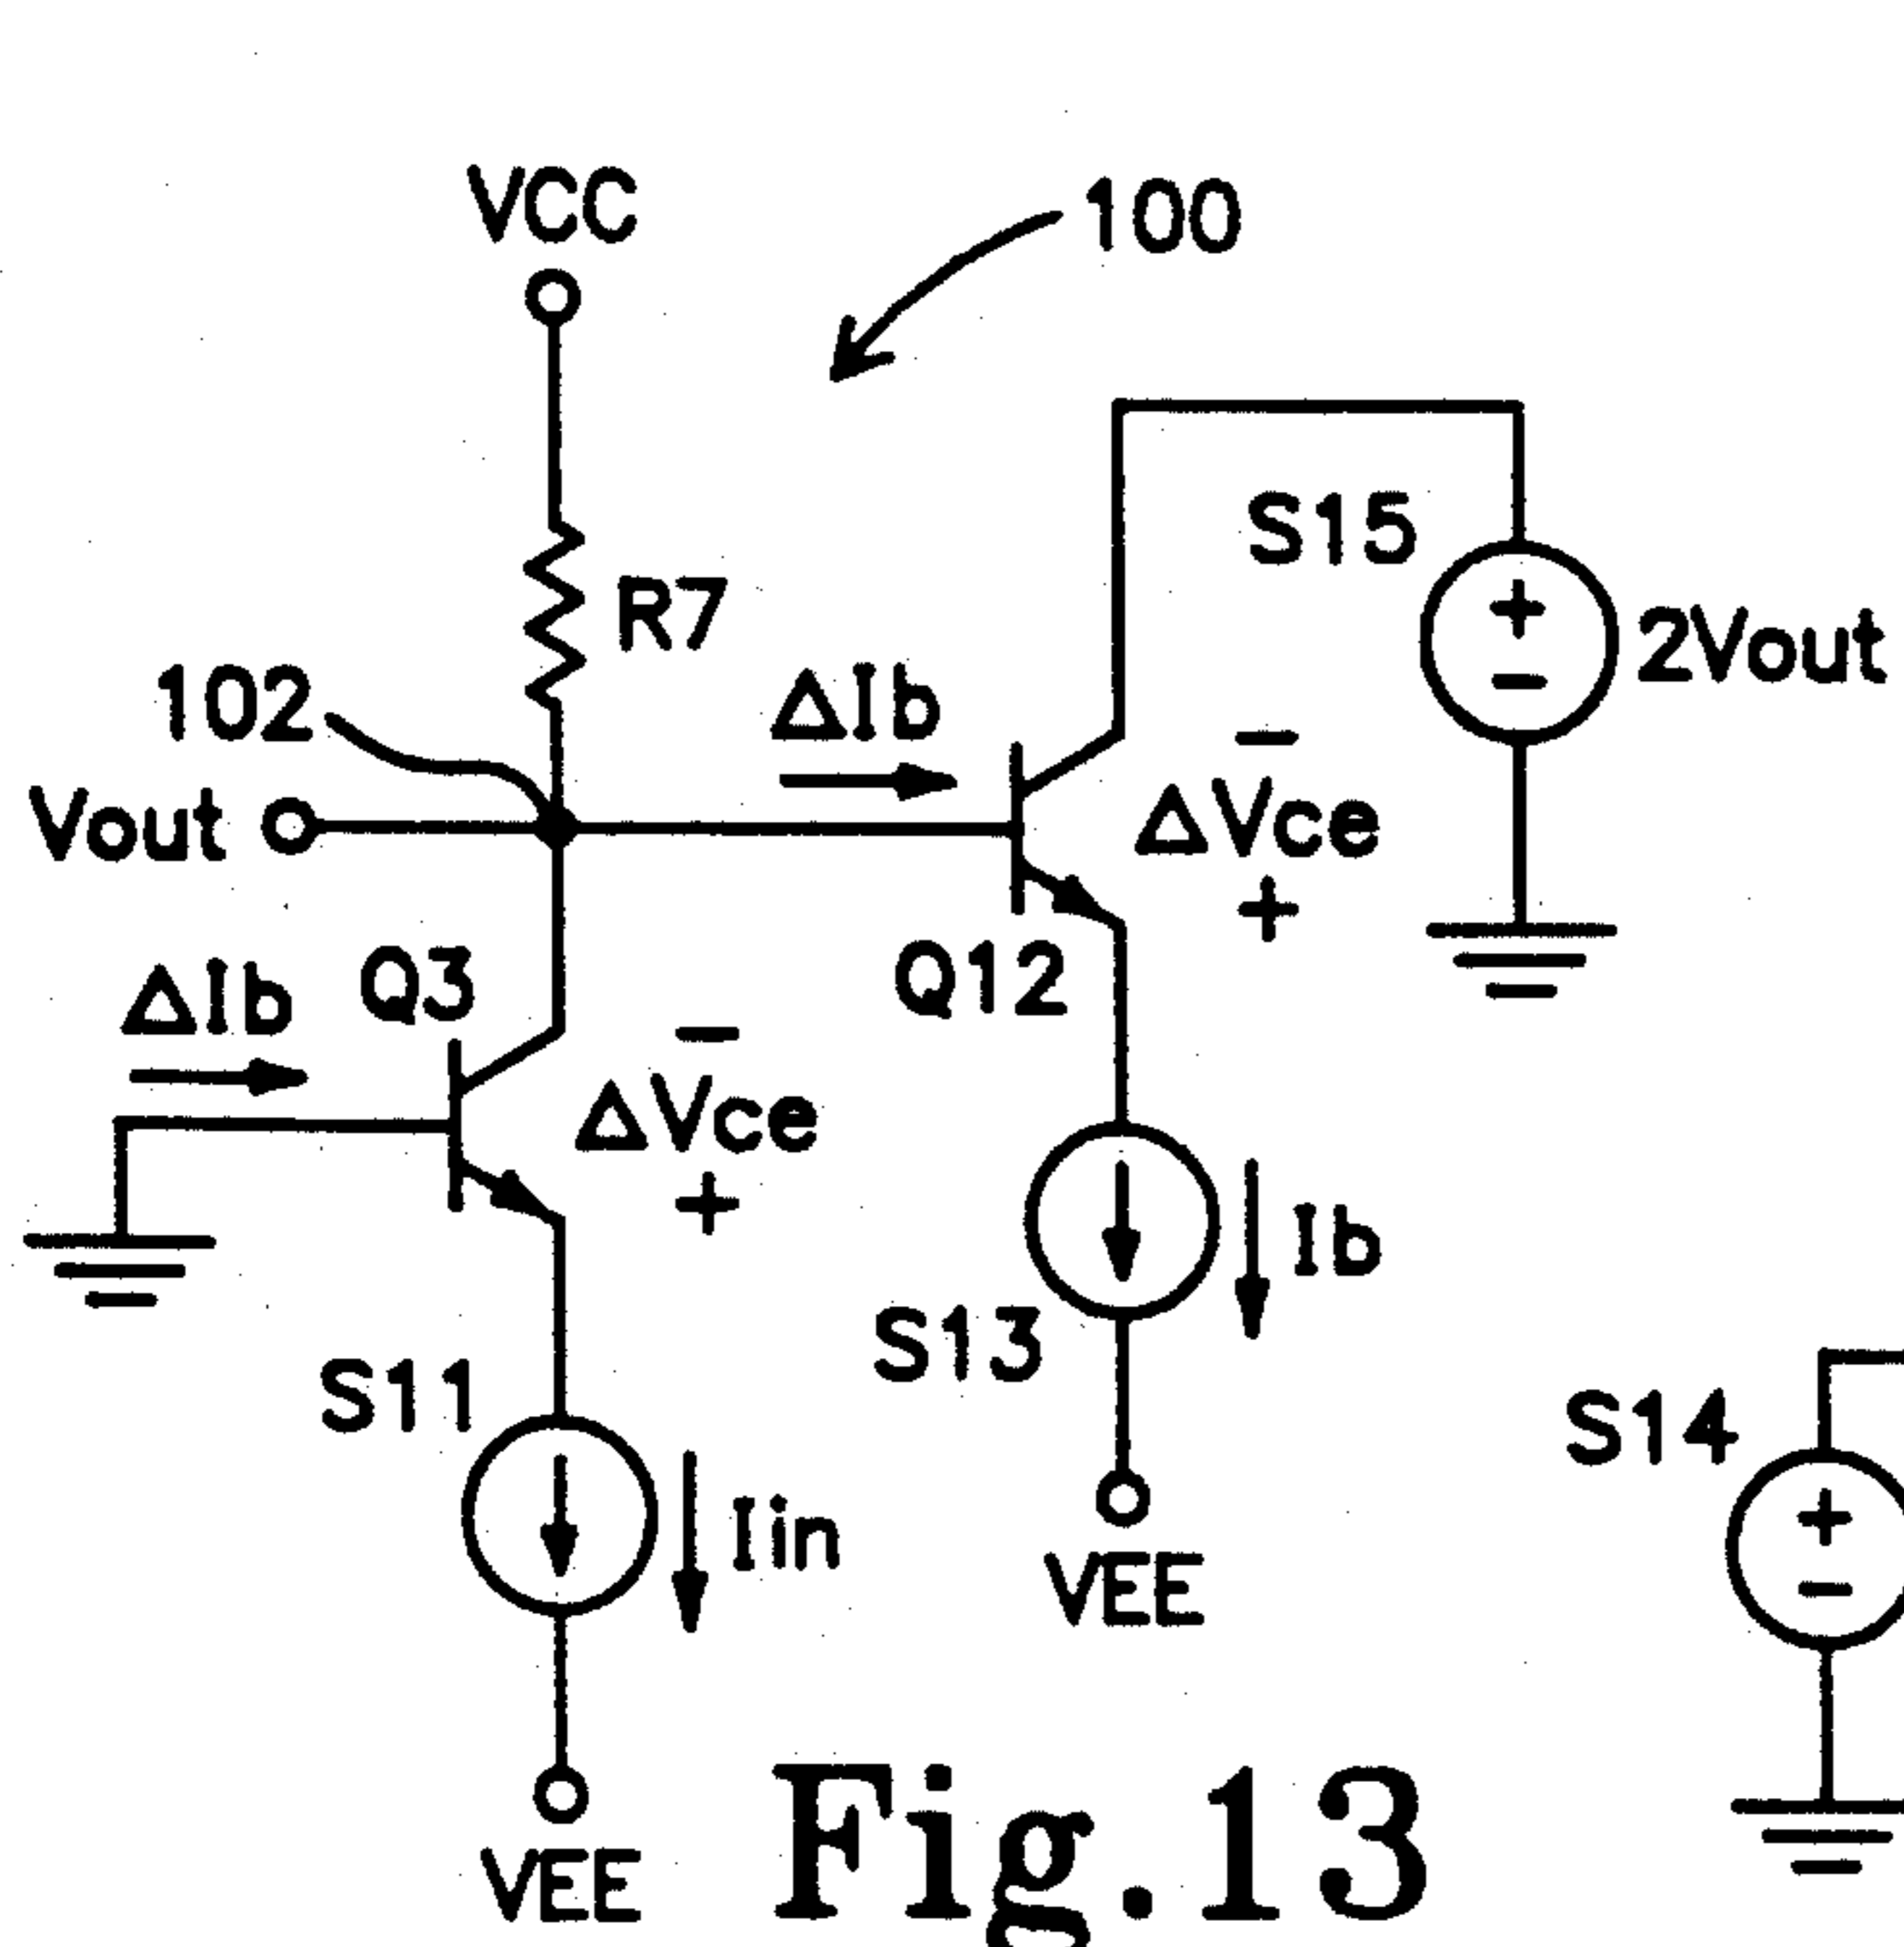 VCC
100
S15
+
−
2Vout
R7
102
ΔIb
Vout
−
ΔVce
+
Q3
ΔIb
Q12
−
ΔVce
+
Ib
S13
S11
Iin
S14
+
−
VEE
VEE
Fig.13